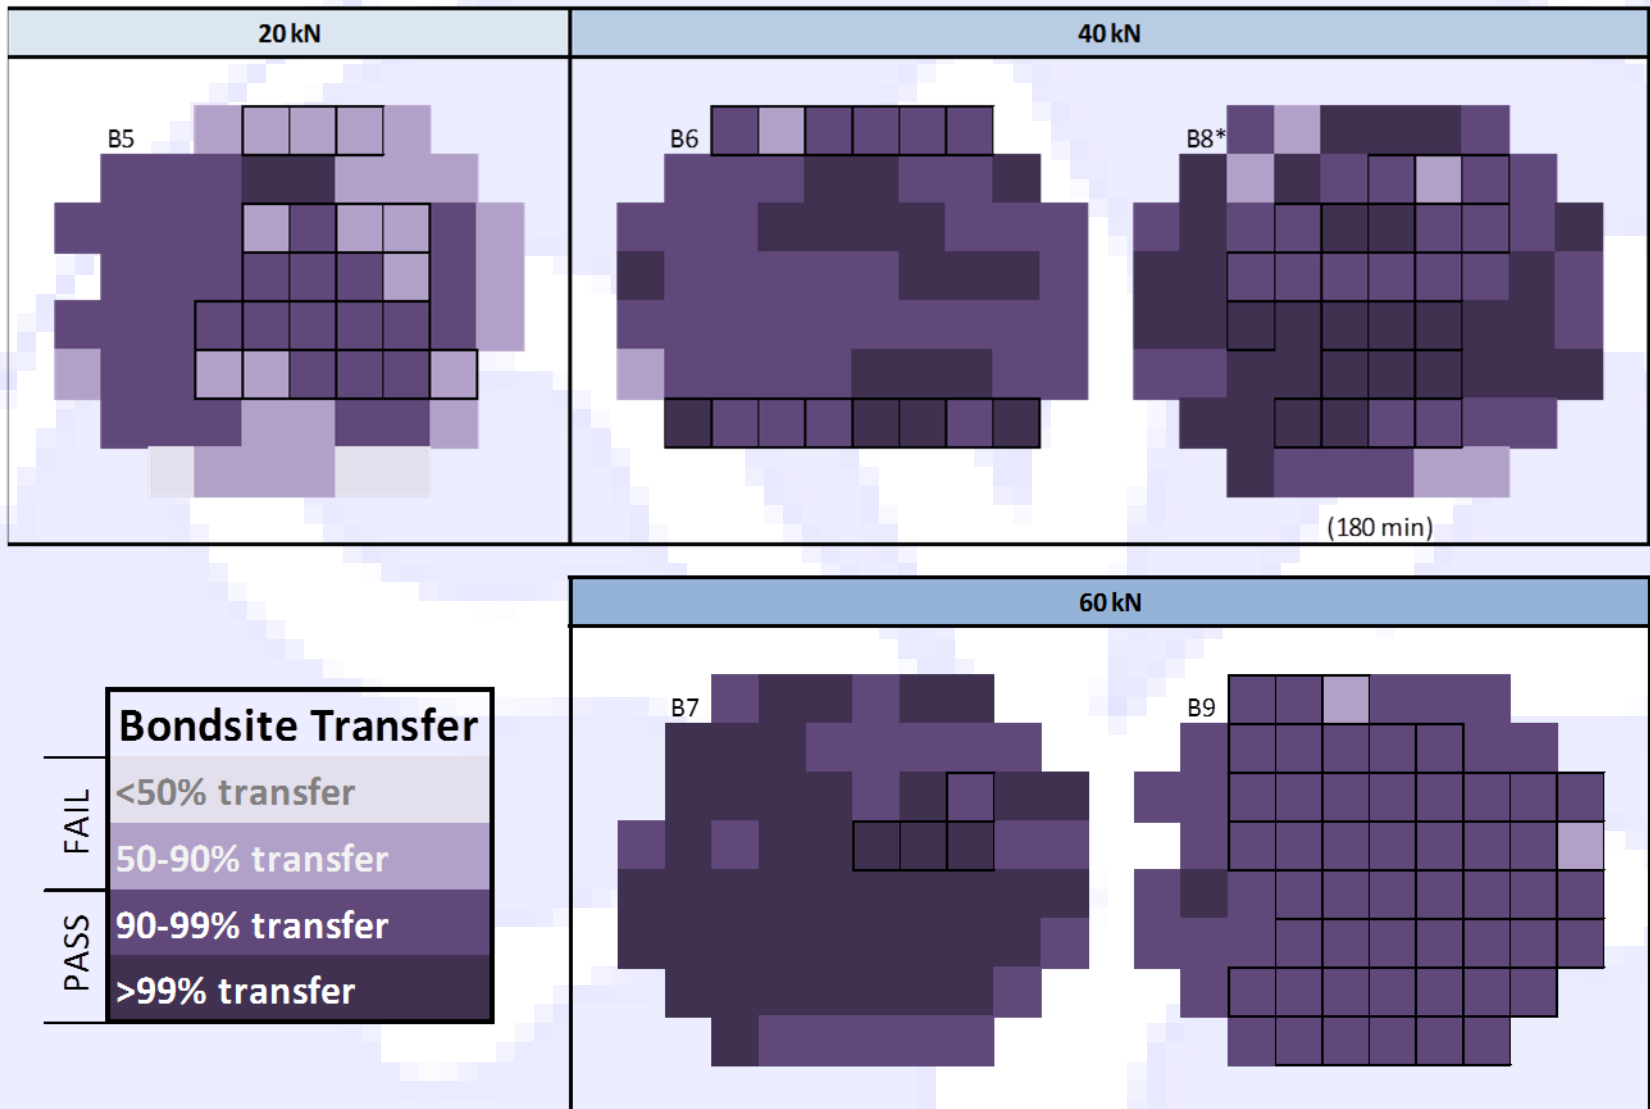 20 kN
40 kN
B5
B6
B8*
(180 min)
60 kN
B7
B9
Bondsite Transfer
FAIL
<50% transfer
50-90% transfer
PASS
90-99% transfer
>99% transfer